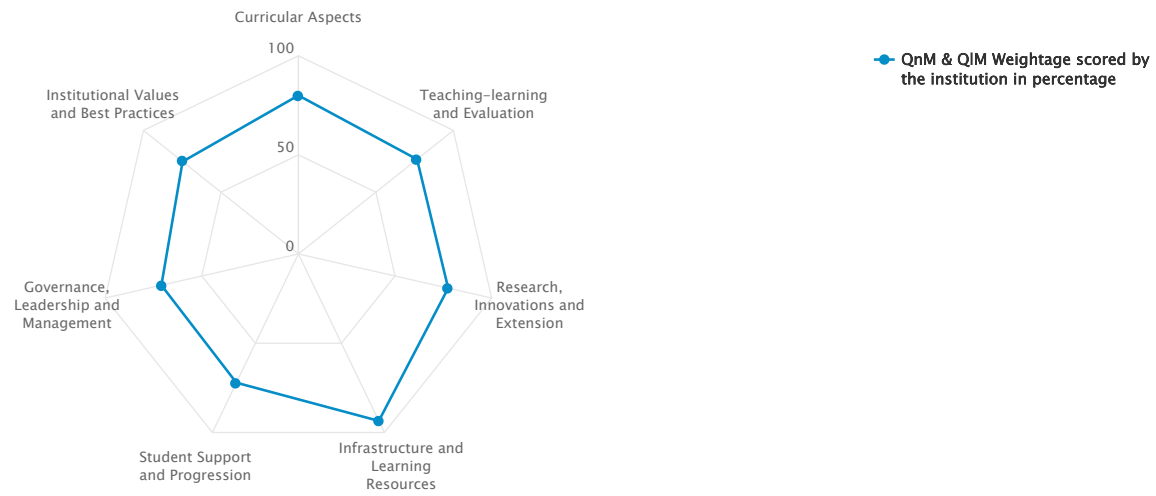 Curricular Aspects
100
50
0
Teaching-learning
and Evaluation
Research,
Innovations and
Extension
Infrastructure and
Learning
Resources
Student Support
and Progression
Governance,
Leadership and
Management
Institutional Values
and Best Practices
QnM & QlM Weightage scored by
the institution in percentage